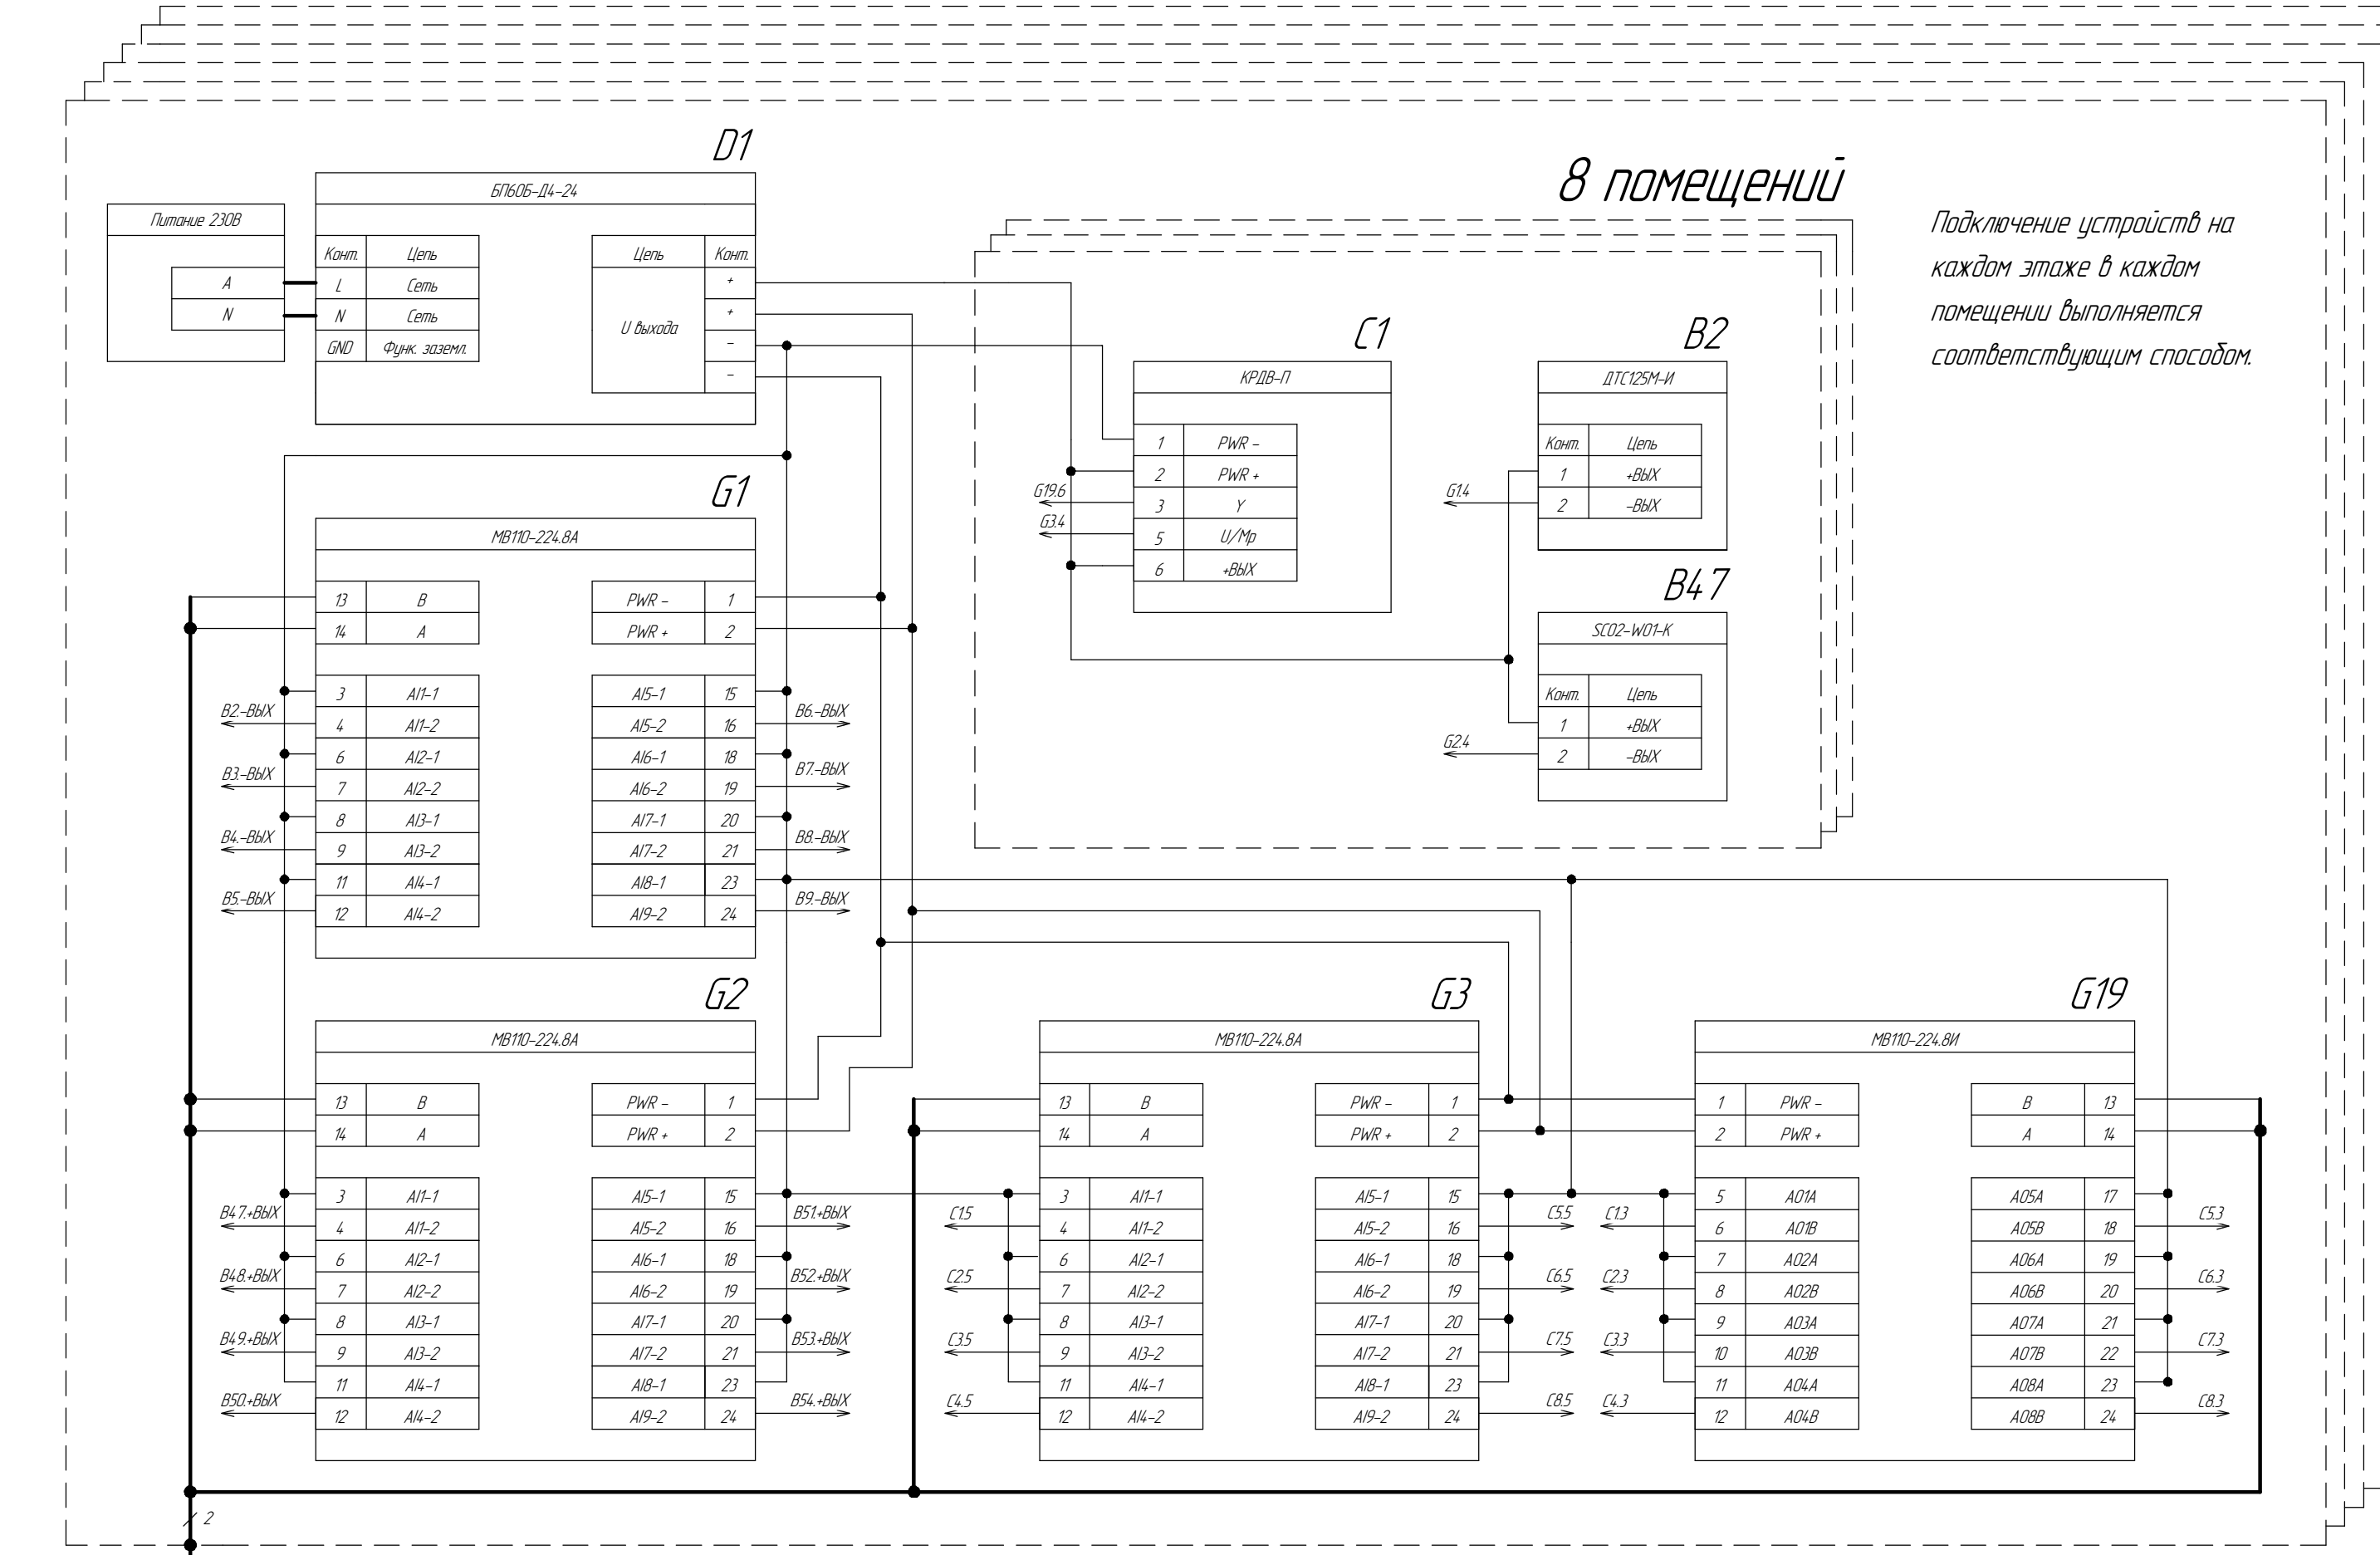 D1
БП60Б-Д4-24
Питание 230В
A
N
Конт. Цепь
L Сеть
N Сеть
GND Функ. заземл.
Цепь Конт.
U выхода
+
+
-
-
8 помещений
Подключение устройств на
каждом этаже в каждом
помещении выполняется
соответствующим способом.
C1
КРДВ-П
1 PWR -
2 PWR +
3 Y
5 U/Mp
6 +ВЫХ
G19.6
G3.4
B2
ДТС125М-И
Конт. Цепь
1 +ВЫХ
2 -ВЫХ
G1.4
B47
SCO2-W01-K
Конт. Цепь
1 +ВЫХ
2 -ВЫХ
G2.4
G1
МВ110-224.8А
13 B PWR - 1
14 A PWR + 2
3 AI1-1 AI5-1 15
B2.-ВЫХ 4 AI1-2 AI5-2 16 B6.-ВЫХ
6 AI2-1 AI6-1 18
B3.-ВЫХ 7 AI2-2 AI6-2 19 B7.-ВЫХ
8 AI3-1 AI7-1 20
B4.-ВЫХ 9 AI3-2 AI7-2 21 B8.-ВЫХ
11 AI4-1 AI8-1 23
B5.-ВЫХ 12 AI4-2 AI9-2 24 B9.-ВЫХ
G2
МВ110-224.8А
13 B PWR - 1
14 A PWR + 2
3 AI1-1 AI5-1 15
B47.+ВЫХ 4 AI1-2 AI5-2 16 B51.+ВЫХ
6 AI2-1 AI6-1 18
B48.+ВЫХ 7 AI2-2 AI6-2 19 B52.+ВЫХ
8 AI3-1 AI7-1 20
B49.+ВЫХ 9 AI3-2 AI7-2 21 B53.+ВЫХ
11 AI4-1 AI8-1 23
B50.+ВЫХ 12 AI4-2 AI9-2 24 B54.+ВЫХ
G3
МВ110-224.8А
13 B PWR - 1
14 A PWR + 2
3 AI1-1 AI5-1 15
C1.5 4 AI1-2 AI5-2 16 C5.5
6 AI2-1 AI6-1 18
C2.5 7 AI2-2 AI6-2 19 C6.5
8 AI3-1 AI7-1 20
C3.5 9 AI3-2 AI7-2 21 C7.5
11 AI4-1 AI8-1 23
C4.5 12 AI4-2 AI9-2 24 C8.5
G19
МВ110-224.8И
1 PWR - B 13
2 PWR + A 14
5 AO1A AO5A 17
C1.3 6 AO1B AO5B 18 C5.3
7 AO2A AO6A 19
C2.3 8 AO2B AO6B 20 C6.3
9 AO3A AO7A 21
C3.3 10 AO3B AO7B 22 C7.3
11 AO4A AO8A 23
C4.3 12 AO4B AO8B 24 C8.3
2